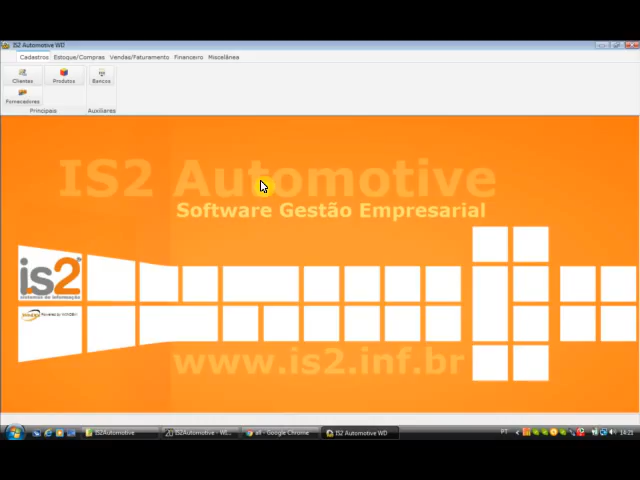 IS2 Automotive WD
Cadastros Estoque/Compras Vendas/Faturamento Financeiro Miscelânea
Clientes Produtos Bancos
Fornecedores
Principais Auxiliares
IS2 Automotive
Software Gestão Empresarial
is2
sistemas de informação
www.is2.inf.br
IS2Automotive IS2Automotive - WI... all - Google Chrome IS2 Automotive WD PT 14:21